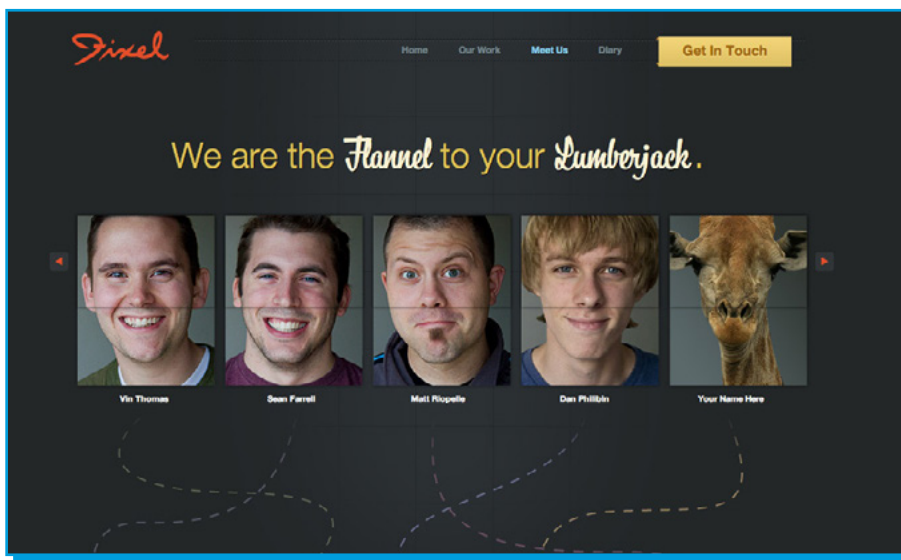 Fixel
Home Our Work Meet Us Diary Get In Touch
We are the Flannel to your Lumberjack.
Vin Thomas Sean Farrell Matt Riopelle Dan Philibin Your Name Here